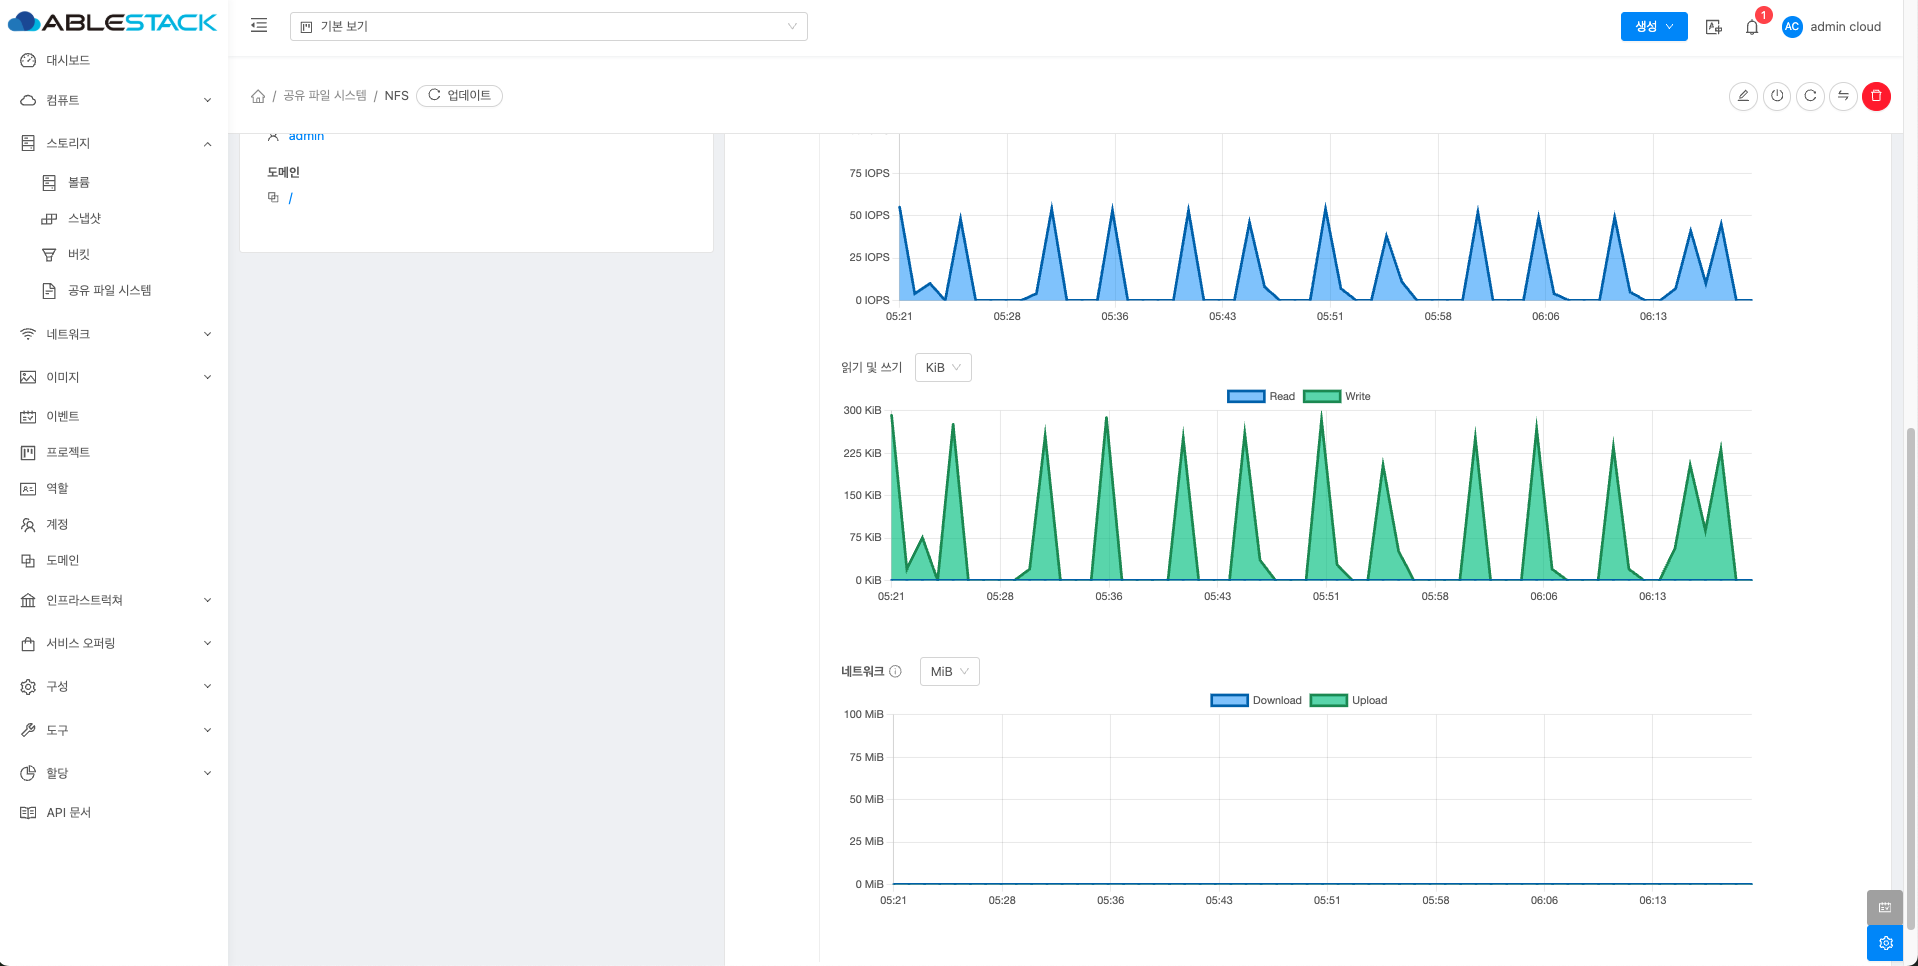 ABLESTACK
기본 보기
생성
1
AC
admin cloud
대시보드
컴퓨트
스토리지
볼륨
스냅샷
버킷
공유 파일 시스템
네트워크
이미지
이벤트
프로젝트
역할
계정
도메인
인프라스트럭쳐
서비스 오퍼링
구성
도구
할당
API 문서
/ 공유 파일 시스템 / NFS 업데이트
admin
도메인
/
75 IOPS
50 IOPS
25 IOPS
0 IOPS
05:21 05:28 05:36 05:43 05:51 05:58 06:06 06:13
읽기 및 쓰기 KiB
Read Write
300 KiB
225 KiB
150 KiB
75 KiB
0 KiB
05:21 05:28 05:36 05:43 05:51 05:58 06:06 06:13
네트워크 MiB
Download Upload
100 MiB
75 MiB
50 MiB
25 MiB
0 MiB
05:21 05:28 05:36 05:43 05:51 05:58 06:06 06:13